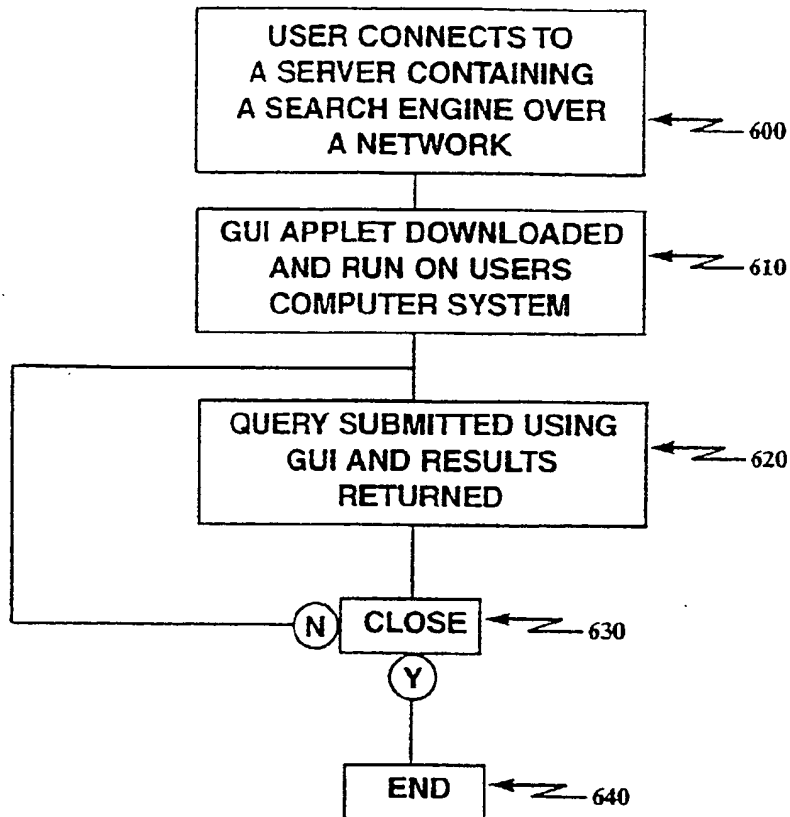 USER CONNECTS TO
A SERVER CONTAINING
A SEARCH ENGINE OVER
A NETWORK
600
GUI APPLET DOWNLOADED
AND RUN ON USERS
COMPUTER SYSTEM
610
QUERY SUBMITTED USING
GUI AND RESULTS
RETURNED
620
N
CLOSE
630
Y
END
640